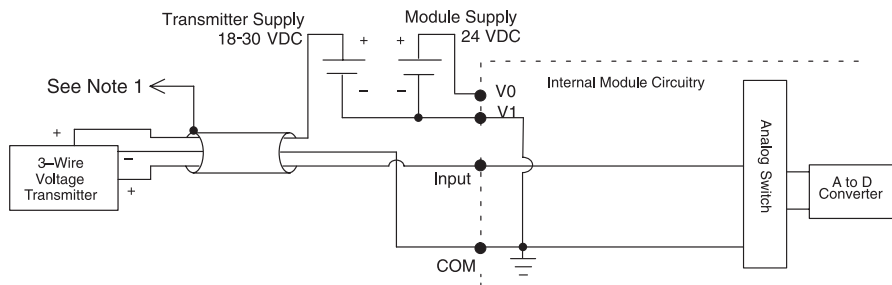 Transmitter Supply
18-30 VDC
Module Supply
24 VDC
+
+
–
–
See Note 1
V0
V1
Internal Module Circuitry
+
–
+
3–Wire
Voltage
Transmitter
Input
COM
Analog Switch
A to D
Converter